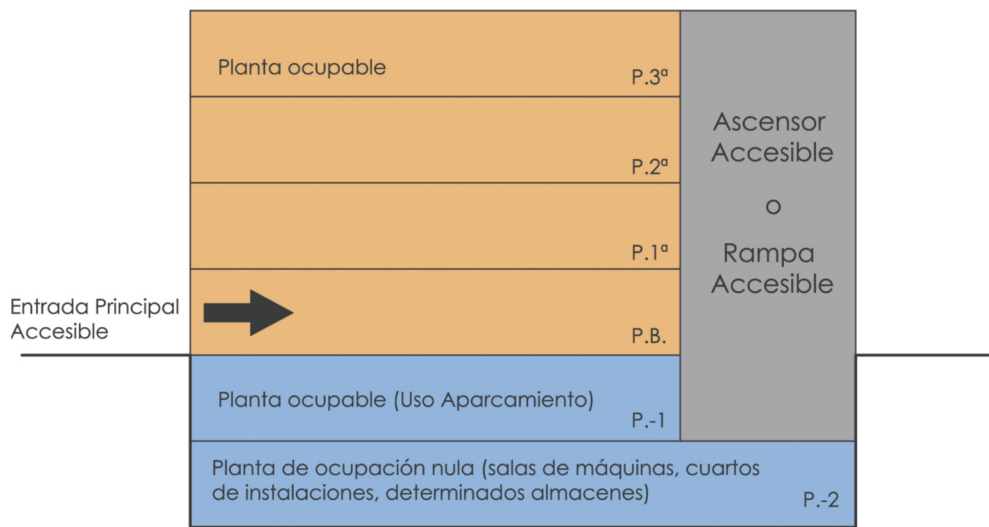 Planta ocupable
P.3ª
Ascensor
Accesible
o
Rampa
Accesible
P.2ª
P.1ª
Entrada Principal
Accesible
P.B.
Planta ocupable (Uso Aparcamiento)
P.-1
Planta de ocupación nula (salas de máquinas, cuartos
de instalaciones, determinados almacenes)
P.-2